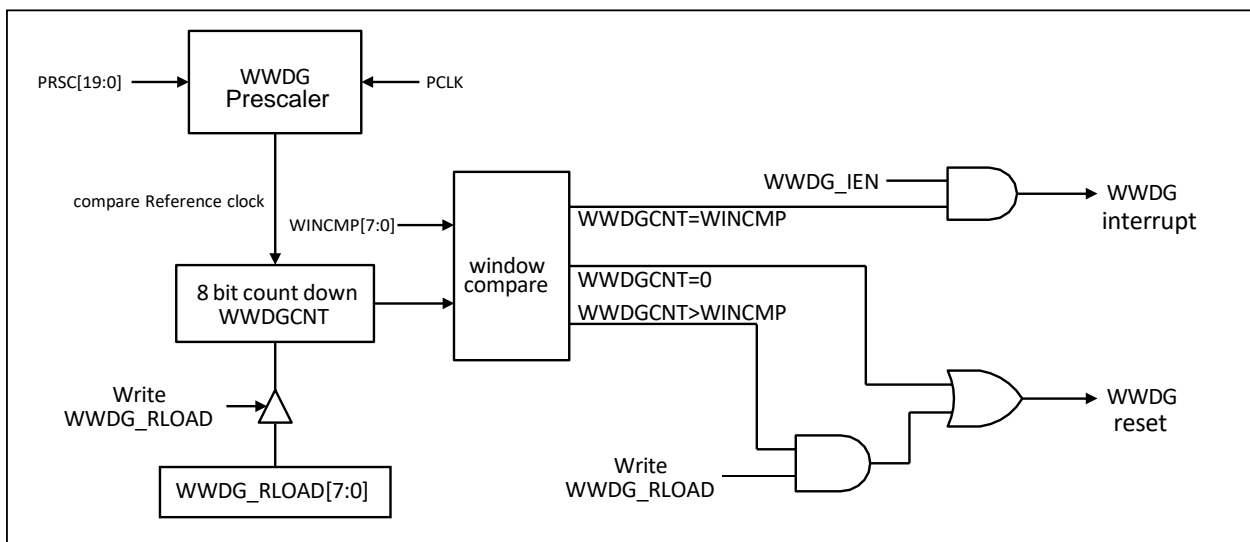 WWDG
Prescaler
PRSC[19:0]
PCLK
compare Reference clock
WINCMP[7:0]
8 bit count down
WWDGCNT
Write
WWDG_RLOAD
WWDG_RLOAD[7:0]
window
compare
WWDG_IEN
WWDGCNT=WINCMP
WWDGCNT=0
WWDGCNT>WINCMP
Write
WWDG_RLOAD
WWDG
interrupt
WWDG
reset